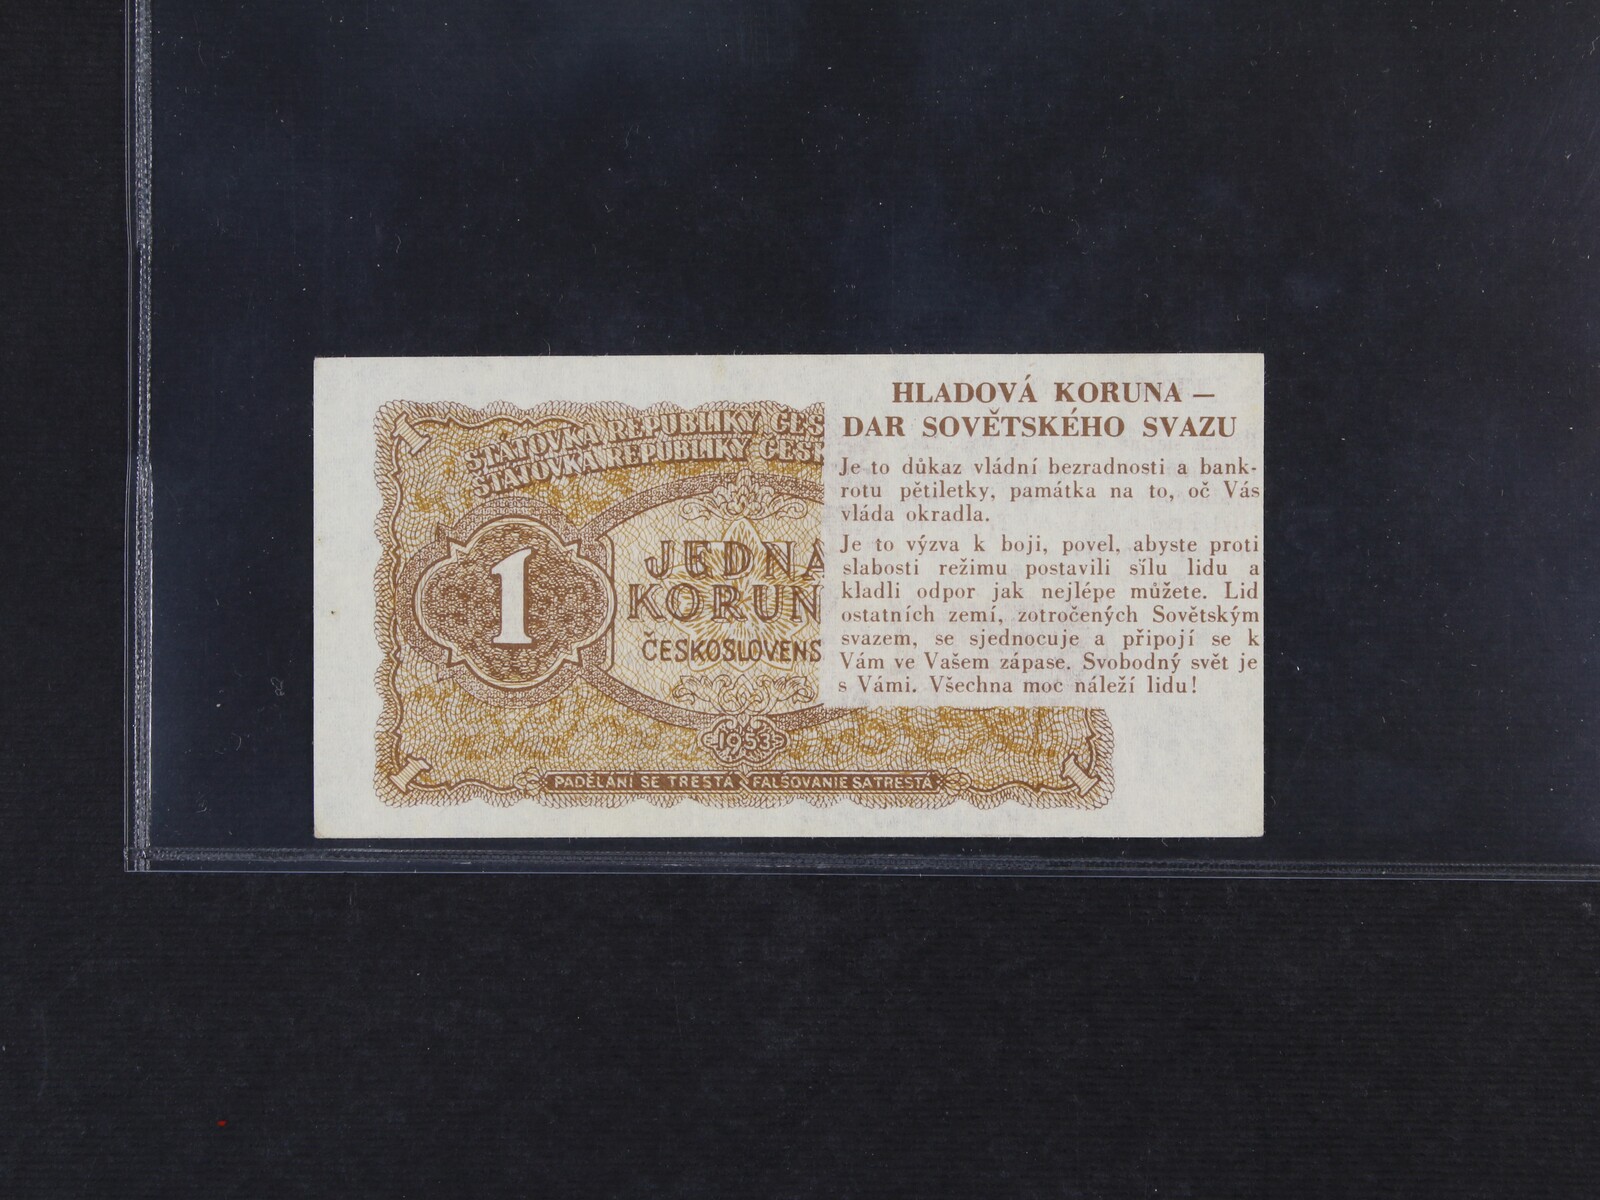 HLADOVÁ KORUNA —
DAR SOVĚTSKÉHO SVAZU
Je to důkaz vládní bezradnosti a bank-
rotu pětiletky, památka na to, oč Vás
vláda okradla.
Je to výzva k boji, povel, abyste proti
slabosti režimu postavili sílu lidu a
kladli odpor jak nejlépe můžete. Lid
ostatních zemí, zotročených Sovětským
svazem, se sjednocuje a připojí se k
Vám ve Vašem zápase. Svobodný svět je
s Vámi. Všechna moc náleží lidu!
STÁTOVKA REPUBLIKY ČES
ŠTÁTOVKA REPUBLIKY ČESK
1
JEDNA
KORUN
ČESKOSLOVENS
1953
PADĚLÁNÍ SE TRESTÁ FALŠOVANIE SA TRESTÁ
1
1
1